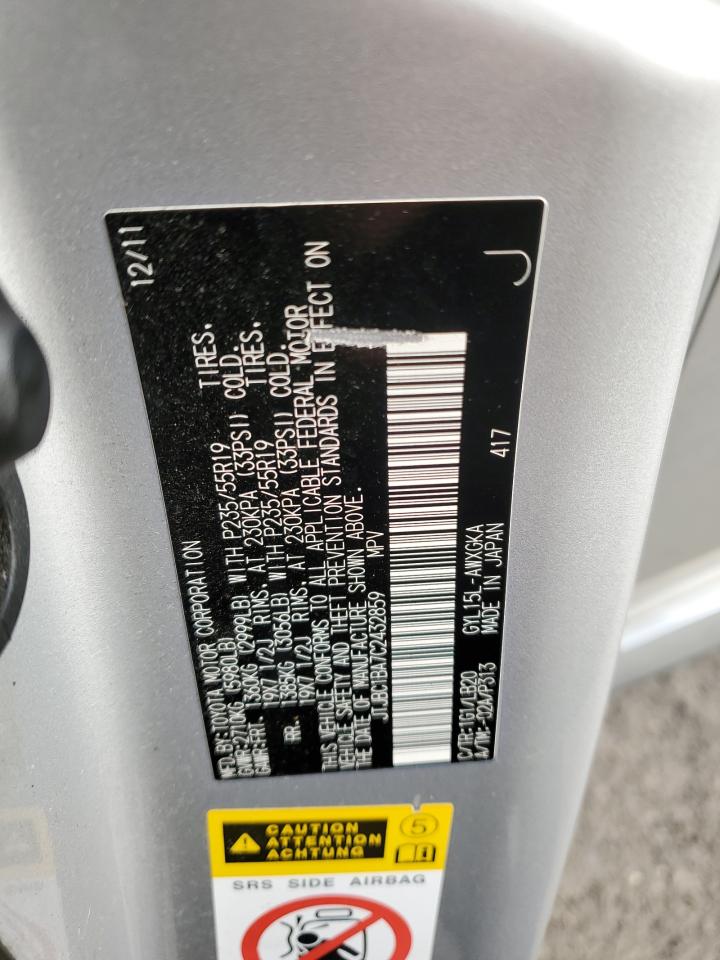 MFD.BY:TOYOTA MOTOR CORPORATION 12/11
GVWR:2710KG (5980LB)
GAWR:FRT. 1360KG (2999LB) WITH P235/55R19 TIRES.
19X7 1/2J RIMS. AT 230KPA (33PSI) COLD.
RR. 1385KG (3056LB) WITH P235/55R19 TIRES.
19X7 1/2J RIMS. AT 230KPA (33PSI) COLD.
THIS VEHICLE CONFORMS TO ALL APPLICABLE FEDERAL MOTOR
VEHICLE SAFETY AND THEFT PREVENTION STANDARDS IN EFFECT ON
THE DATE OF MANUFACTURE SHOWN ABOVE.
JTJBC1BA7C2432859 MPV
C/TR:1G1/LB20 GYL15L-AWXGKA 417
A/TM:-02A/P313 MADE IN JAPAN
J
CAUTION
ATTENTION
ACHTUNG
5
SRS SIDE AIRBAG